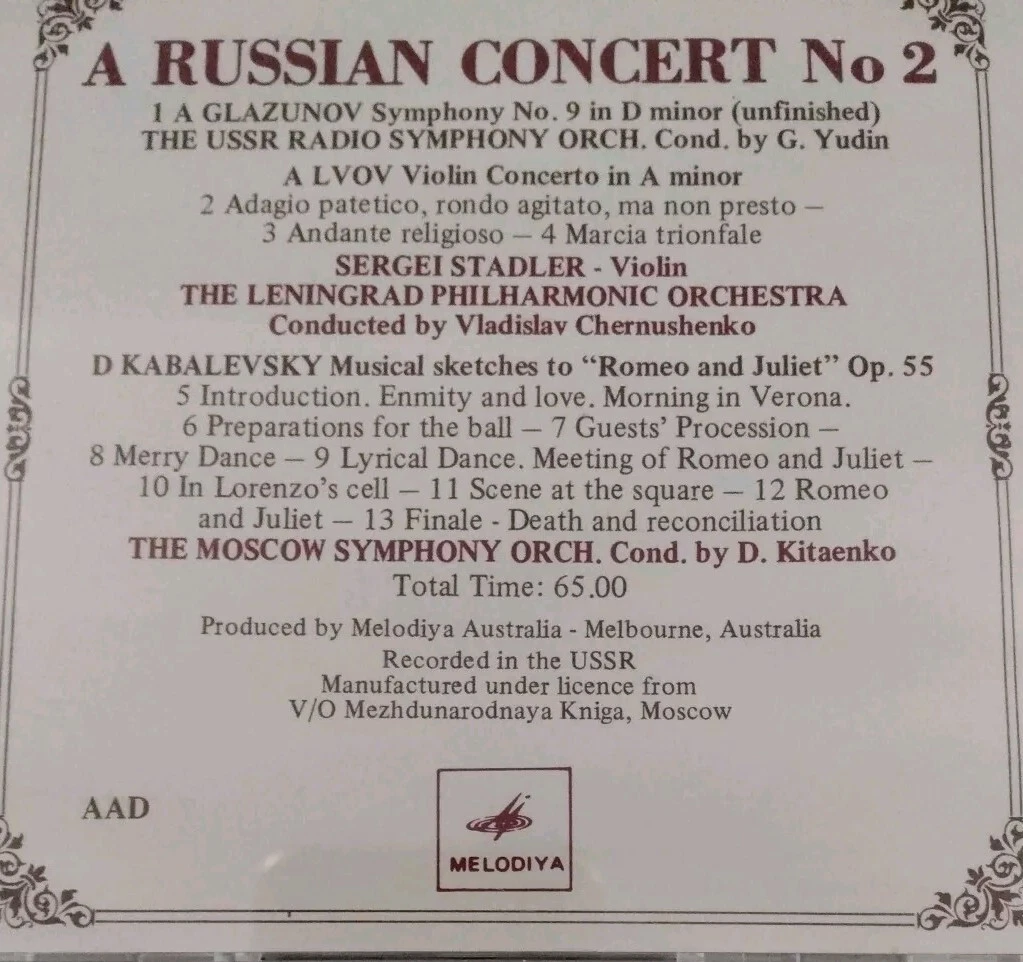 A RUSSIAN CONCERT No 2
1 A GLAZUNOV Symphony No. 9 in D minor (unfinished)
THE USSR RADIO SYMPHONY ORCH. Cond. by G. Yudin
A LVOV Violin Concerto in A minor
2 Adagio patetico, rondo agitato, ma non presto –
3 Andante religioso – 4 Marcia trionfale
SERGEI STADLER - Violin
THE LENINGRAD PHILHARMONIC ORCHESTRA
Conducted by Vladislav Chernushenko
D KABALEVSKY Musical sketches to “Romeo and Juliet” Op. 55
5 Introduction. Enmity and love. Morning in Verona.
6 Preparations for the ball – 7 Guests’ Procession –
8 Merry Dance – 9 Lyrical Dance. Meeting of Romeo and Juliet –
10 In Lorenzo’s cell – 11 Scene at the square – 12 Romeo
and Juliet – 13 Finale - Death and reconciliation
THE MOSCOW SYMPHONY ORCH. Cond. by D. Kitaenko
Total Time: 65.00
Produced by Melodiya Australia - Melbourne, Australia
Recorded in the USSR
Manufactured under licence from
V/O Mezhdunarodnaya Kniga, Moscow
AAD
MELODIYA